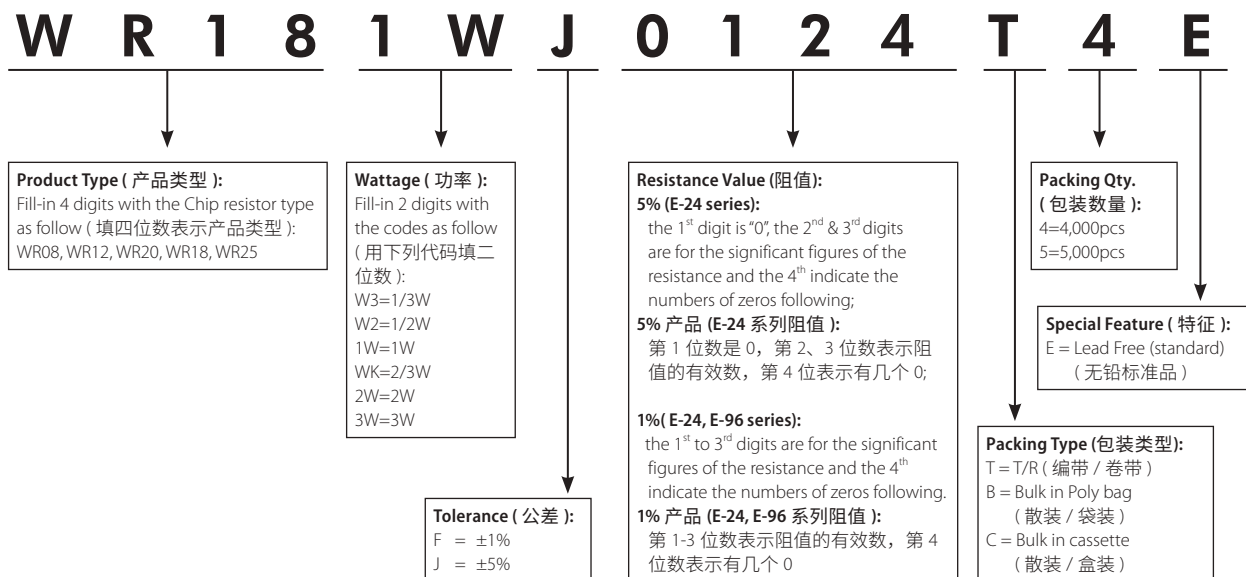 W R 1 8 1 W J 0 1 2 4 T 4 E
Product Type ( 产品类型 ):
Fill-in 4 digits with the Chip resistor type
as follow ( 填四位数表示产品类型 ):
WR08, WR12, WR20, WR18, WR25
Wattage ( 功率 ):
Fill-in 2 digits with
the codes as follow
( 用下列代码填二
位数 ):
W3=1/3W
W2=1/2W
1W=1W
WK=2/3W
2W=2W
3W=3W
Tolerance ( 公差 ):
F = ±1%
J = ±5%
Resistance Value (阻值):
5% (E-24 series):
the 1st digit is "0", the 2nd & 3rd digits
are for the significant figures of the
resistance and the 4th indicate the
numbers of zeros following;
5% 产品 (E-24 系列阻值 ):
第 1 位数是 0，第 2、3 位数表示阻
值的有效数，第 4 位表示有几个 0;
1%( E-24, E-96 series):
the 1st to 3rd digits are for the significant
figures of the resistance and the 4th
indicate the numbers of zeros following.
1% 产品 (E-24, E-96 系列阻值 ):
第 1-3 位数表示阻值的有效数，第 4
位数表示有几个 0
Packing Qty.
( 包装数量 ):
4=4,000pcs
5=5,000pcs
Special Feature ( 特征 ):
E = Lead Free (standard)
( 无铅标准品 )
Packing Type (包装类型):
T = T/R ( 编带 / 卷带 )
B = Bulk in Poly bag
( 散装 / 袋装 )
C = Bulk in cassette
( 散装 / 盒装 )